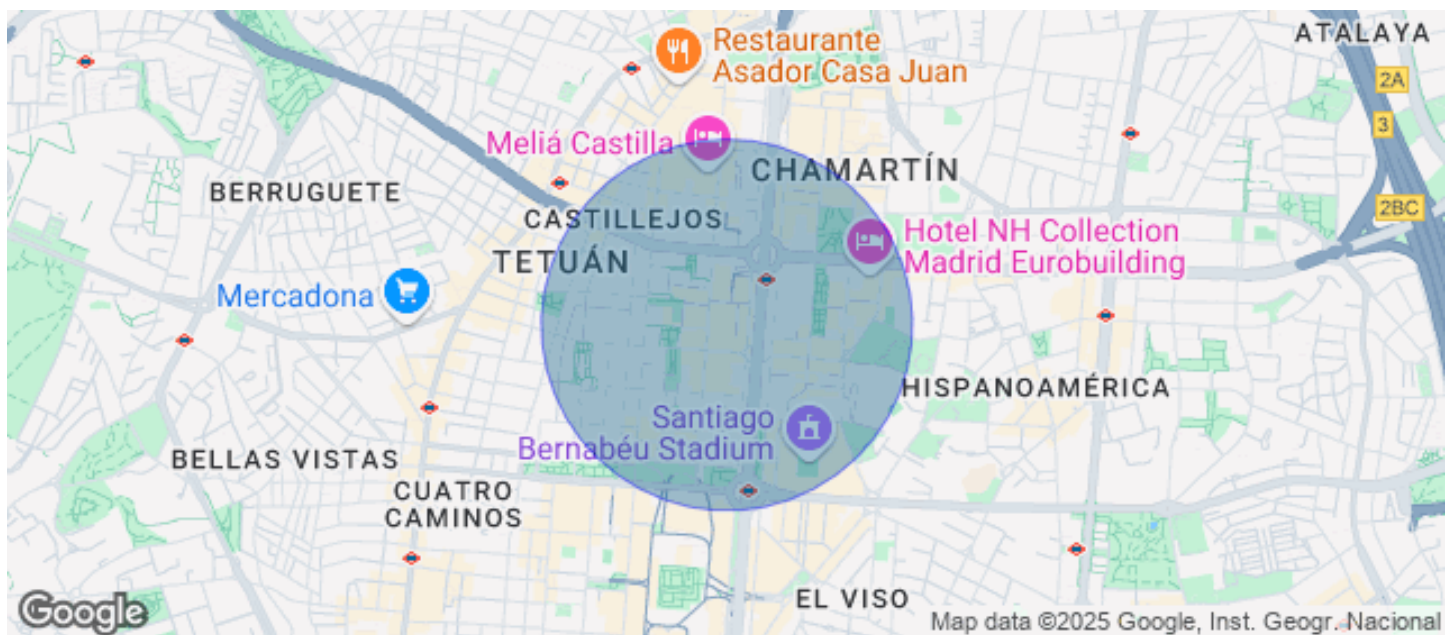 Restaurante
Asador Casa Juan
ATALAYA
2A
3
Meliá Castilla
CHAMARTÍN
BERRUGUETE
2BC
CASTILLEJOS
Hotel NH Collection
Madrid Eurobuilding
TETUÁN
Mercadona
HISPANOAMÉRICA
Santiago
Bernabéu Stadium
BELLAS VISTAS
CUATRO
CAMINOS
EL VISO
Google
Map data ©2025 Google, Inst. Geogr. Nacional